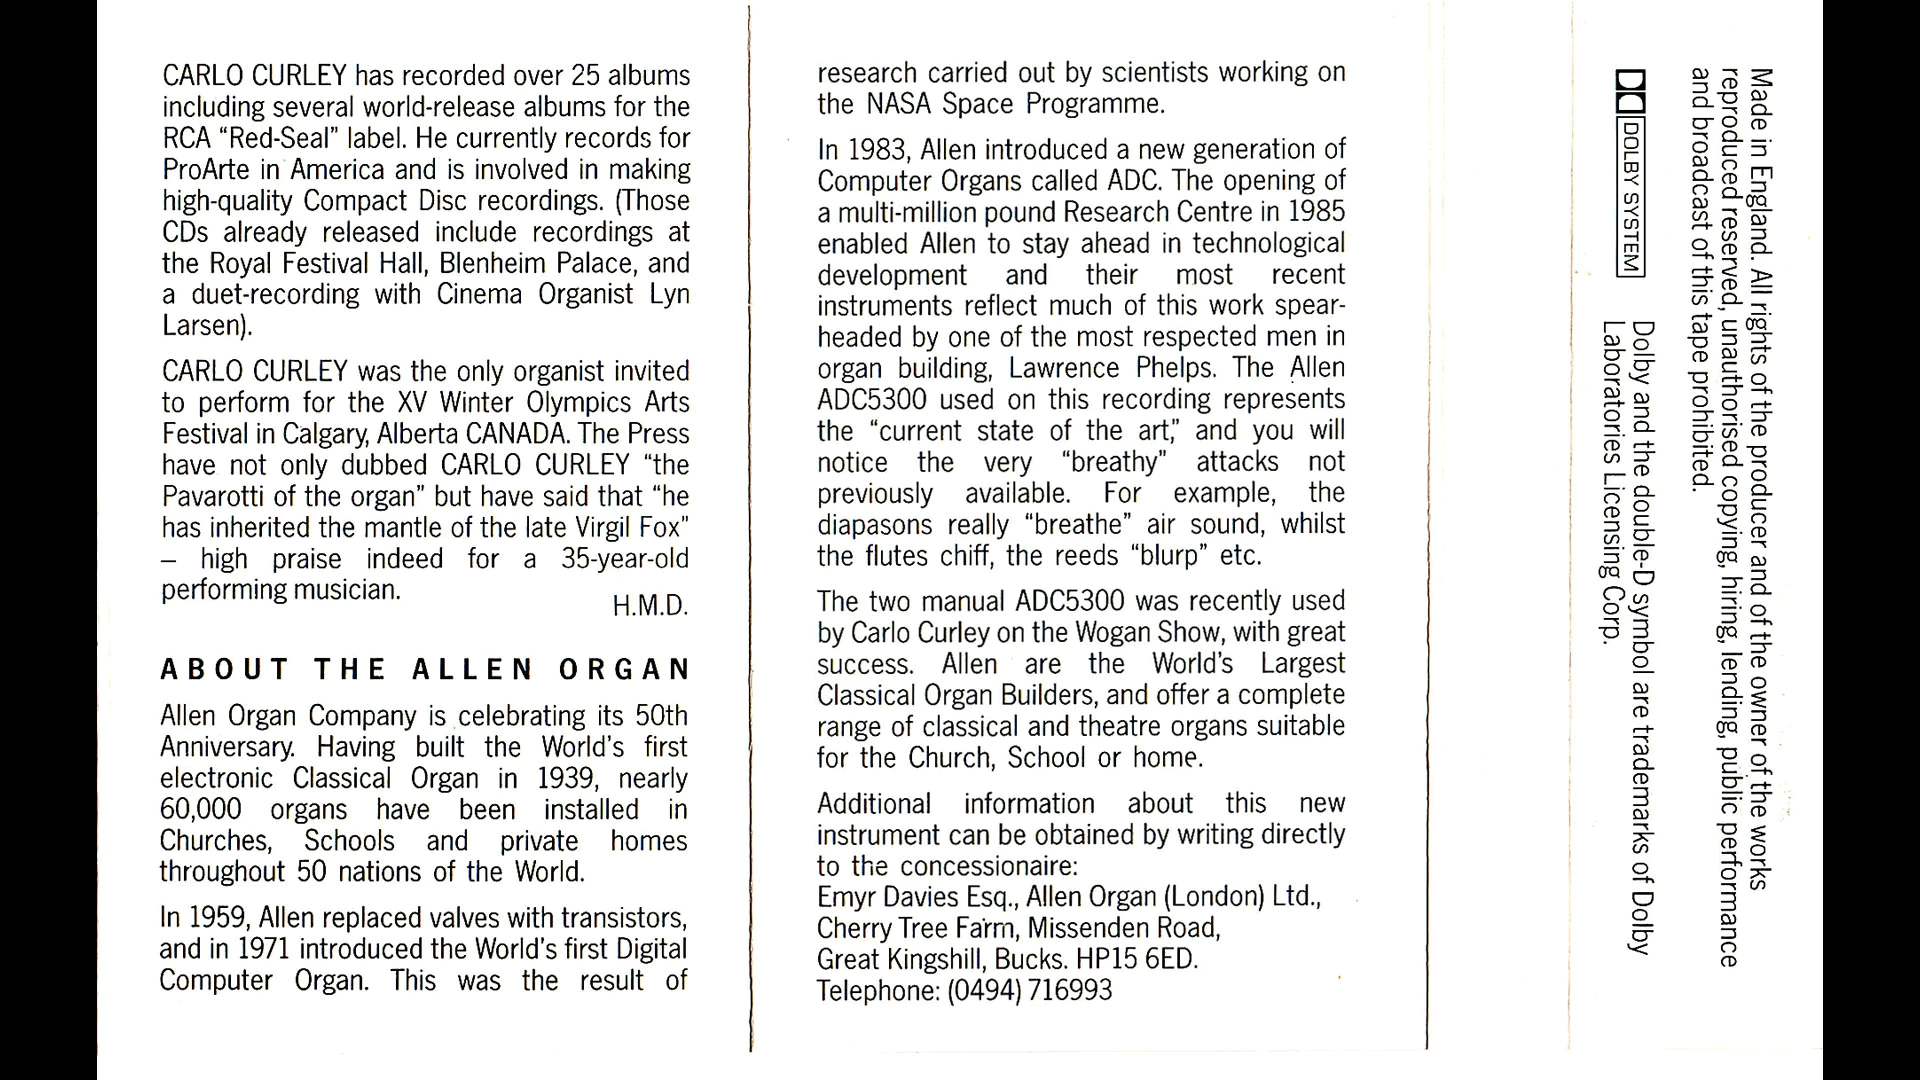 CARLO CURLEY has recorded over 25 albums
including several world-release albums for the
RCA “Red-Seal” label. He currently records for
ProArte in America and is involved in making
high-quality Compact Disc recordings. (Those
CDs already released include recordings at
the Royal Festival Hall, Blenheim Palace, and
a duet-recording with Cinema Organist Lyn
Larsen).
CARLO CURLEY was the only organist invited
to perform for the XV Winter Olympics Arts
Festival in Calgary, Alberta CANADA. The Press
have not only dubbed CARLO CURLEY “the
Pavarotti of the organ” but have said that “he
has inherited the mantle of the late Virgil Fox”
– high praise indeed for a 35-year-old
performing musician.
H.M.D.
ABOUT THE ALLEN ORGAN
Allen Organ Company is celebrating its 50th
Anniversary. Having built the World’s first
electronic Classical Organ in 1939, nearly
60,000 organs have been installed in
Churches, Schools and private homes
throughout 50 nations of the World.
In 1959, Allen replaced valves with transistors,
and in 1971 introduced the World’s first Digital
Computer Organ. This was the result of
research carried out by scientists working on
the NASA Space Programme.
In 1983, Allen introduced a new generation of
Computer Organs called ADC. The opening of
a multi-million pound Research Centre in 1985
enabled Allen to stay ahead in technological
development and their most recent
instruments reflect much of this work spear-
headed by one of the most respected men in
organ building, Lawrence Phelps. The Allen
ADC5300 used on this recording represents
the “current state of the art,” and you will
notice the very “breathy” attacks not
previously available. For example, the
diapasons really “breathe” air sound, whilst
the flutes chiff, the reeds “blurp” etc.
The two manual ADC5300 was recently used
by Carlo Curley on the Wogan Show, with great
success. Allen are the World’s Largest
Classical Organ Builders, and offer a complete
range of classical and theatre organs suitable
for the Church, School or home.
Additional information about this new
instrument can be obtained by writing directly
to the concessionaire:
Emyr Davies Esq., Allen Organ (London) Ltd.,
Cherry Tree Farm, Missenden Road,
Great Kingshill, Bucks. HP15 6ED.
Telephone: (0494) 716993
Made in England. All rights of the producer and of the owner of the works
reproduced reserved, unauthorised copying, hiring, lending, public performance
and broadcast of this tape prohibited.
DOLBY SYSTEM
Dolby and the double-D symbol are trademarks of Dolby
Laboratories Licensing Corp.